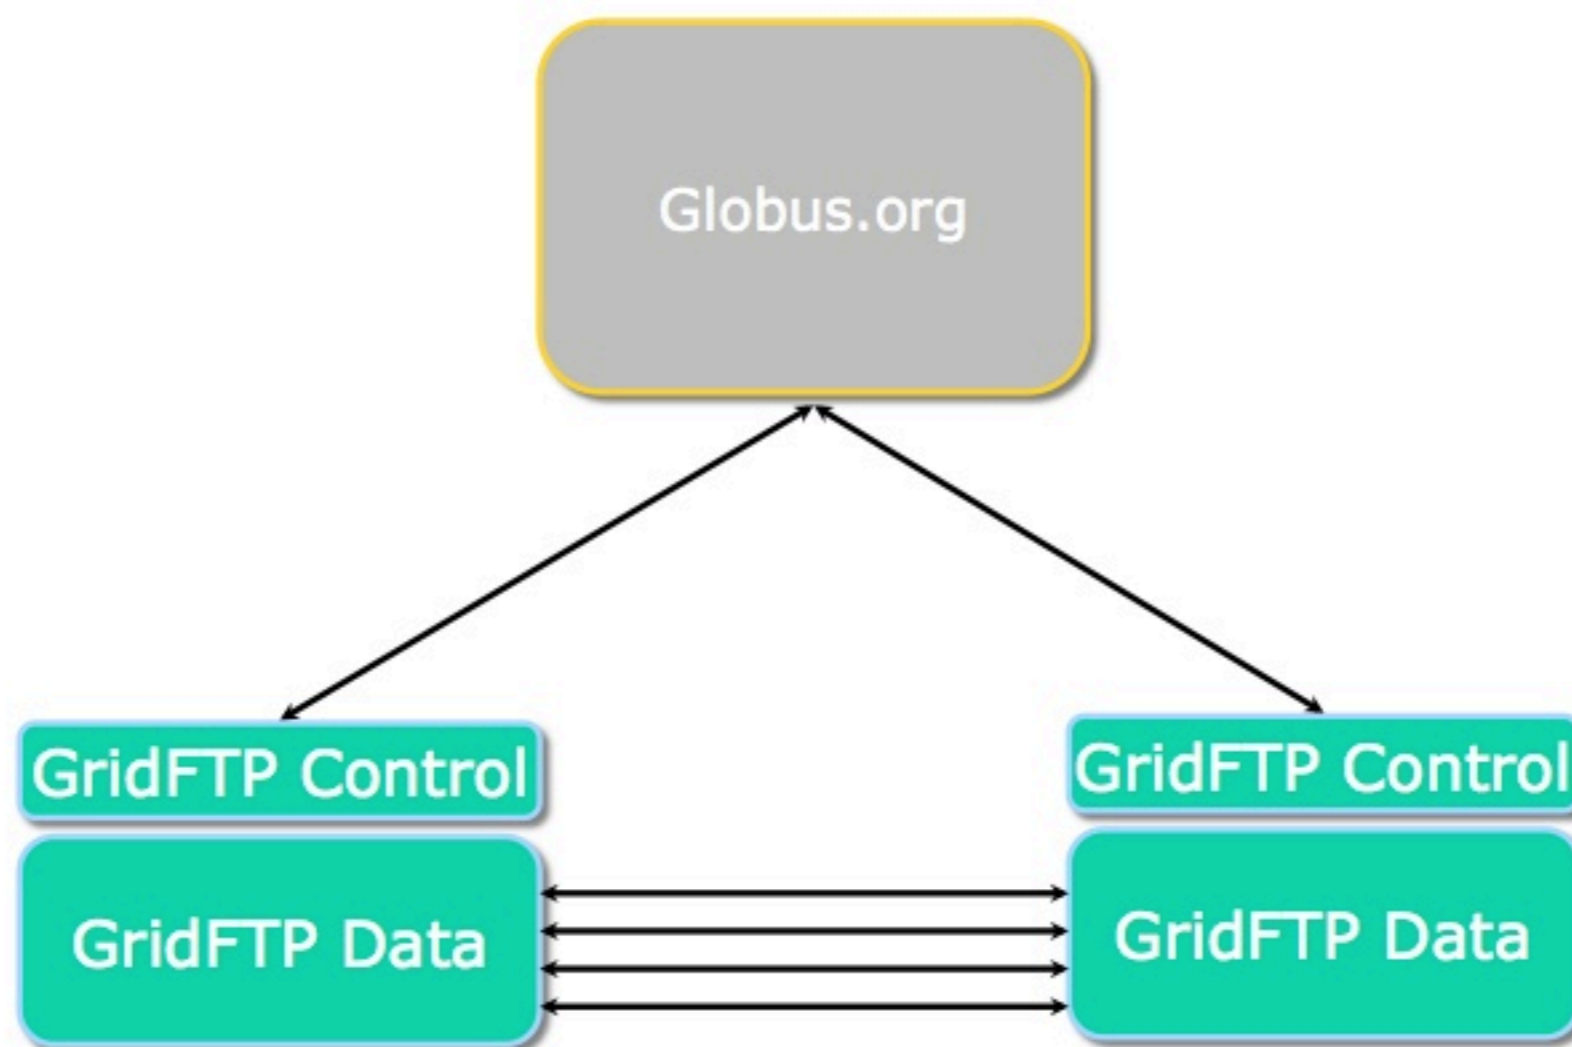 Globus.org
GridFTP Control
GridFTP Control
GridFTP Data
GridFTP Data